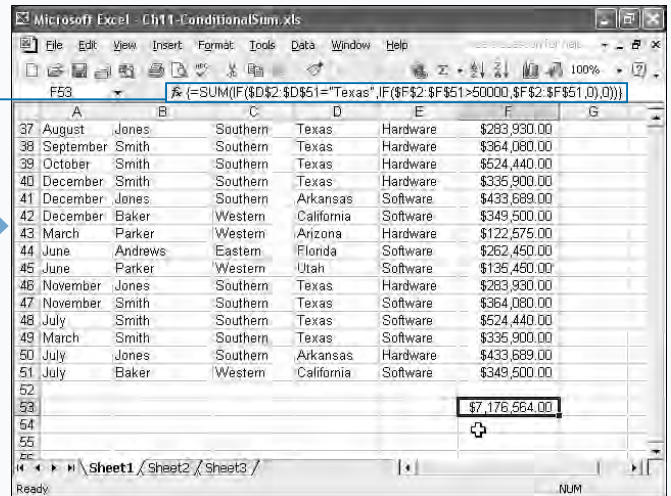 Microsoft Excel - Ch11-ConditionalSum.xls
File Edit View Insert Format Tools Data Window Help
100%
F53 fx {=SUM(IF($D$2:$D$51="Texas",IF($F$2:$F$51>50000,$F$2:$F$51,0),0))}
A B C D E F G
37 August Jones Southern Texas Hardware $283,930.00
38 September Smith Southern Texas Hardware $364,080.00
39 October Smith Southern Texas Hardware $524,440.00
40 December Smith Southern Texas Hardware $335,900.00
41 December Jones Southern Arkansas Software $433,689.00
42 December Baker Western California Software $349,500.00
43 March Parker Western Arizona Hardware $122,575.00
44 June Andrews Eastern Florida Software $262,450.00
45 June Parker Western Utah Software $135,450.00
46 November Jones Southern Texas Hardware $283,930.00
47 November Smith Southern Texas Software $364,080.00
48 July Smith Southern Texas Software $524,440.00
49 March Smith Southern Texas Software $335,900.00
50 July Jones Southern Arkansas Hardware $433,689.00
51 July Baker Western California Software $349,500.00
52
53 $7,176,564.00
54
55
Sheet1 Sheet2 Sheet3
Ready NUM